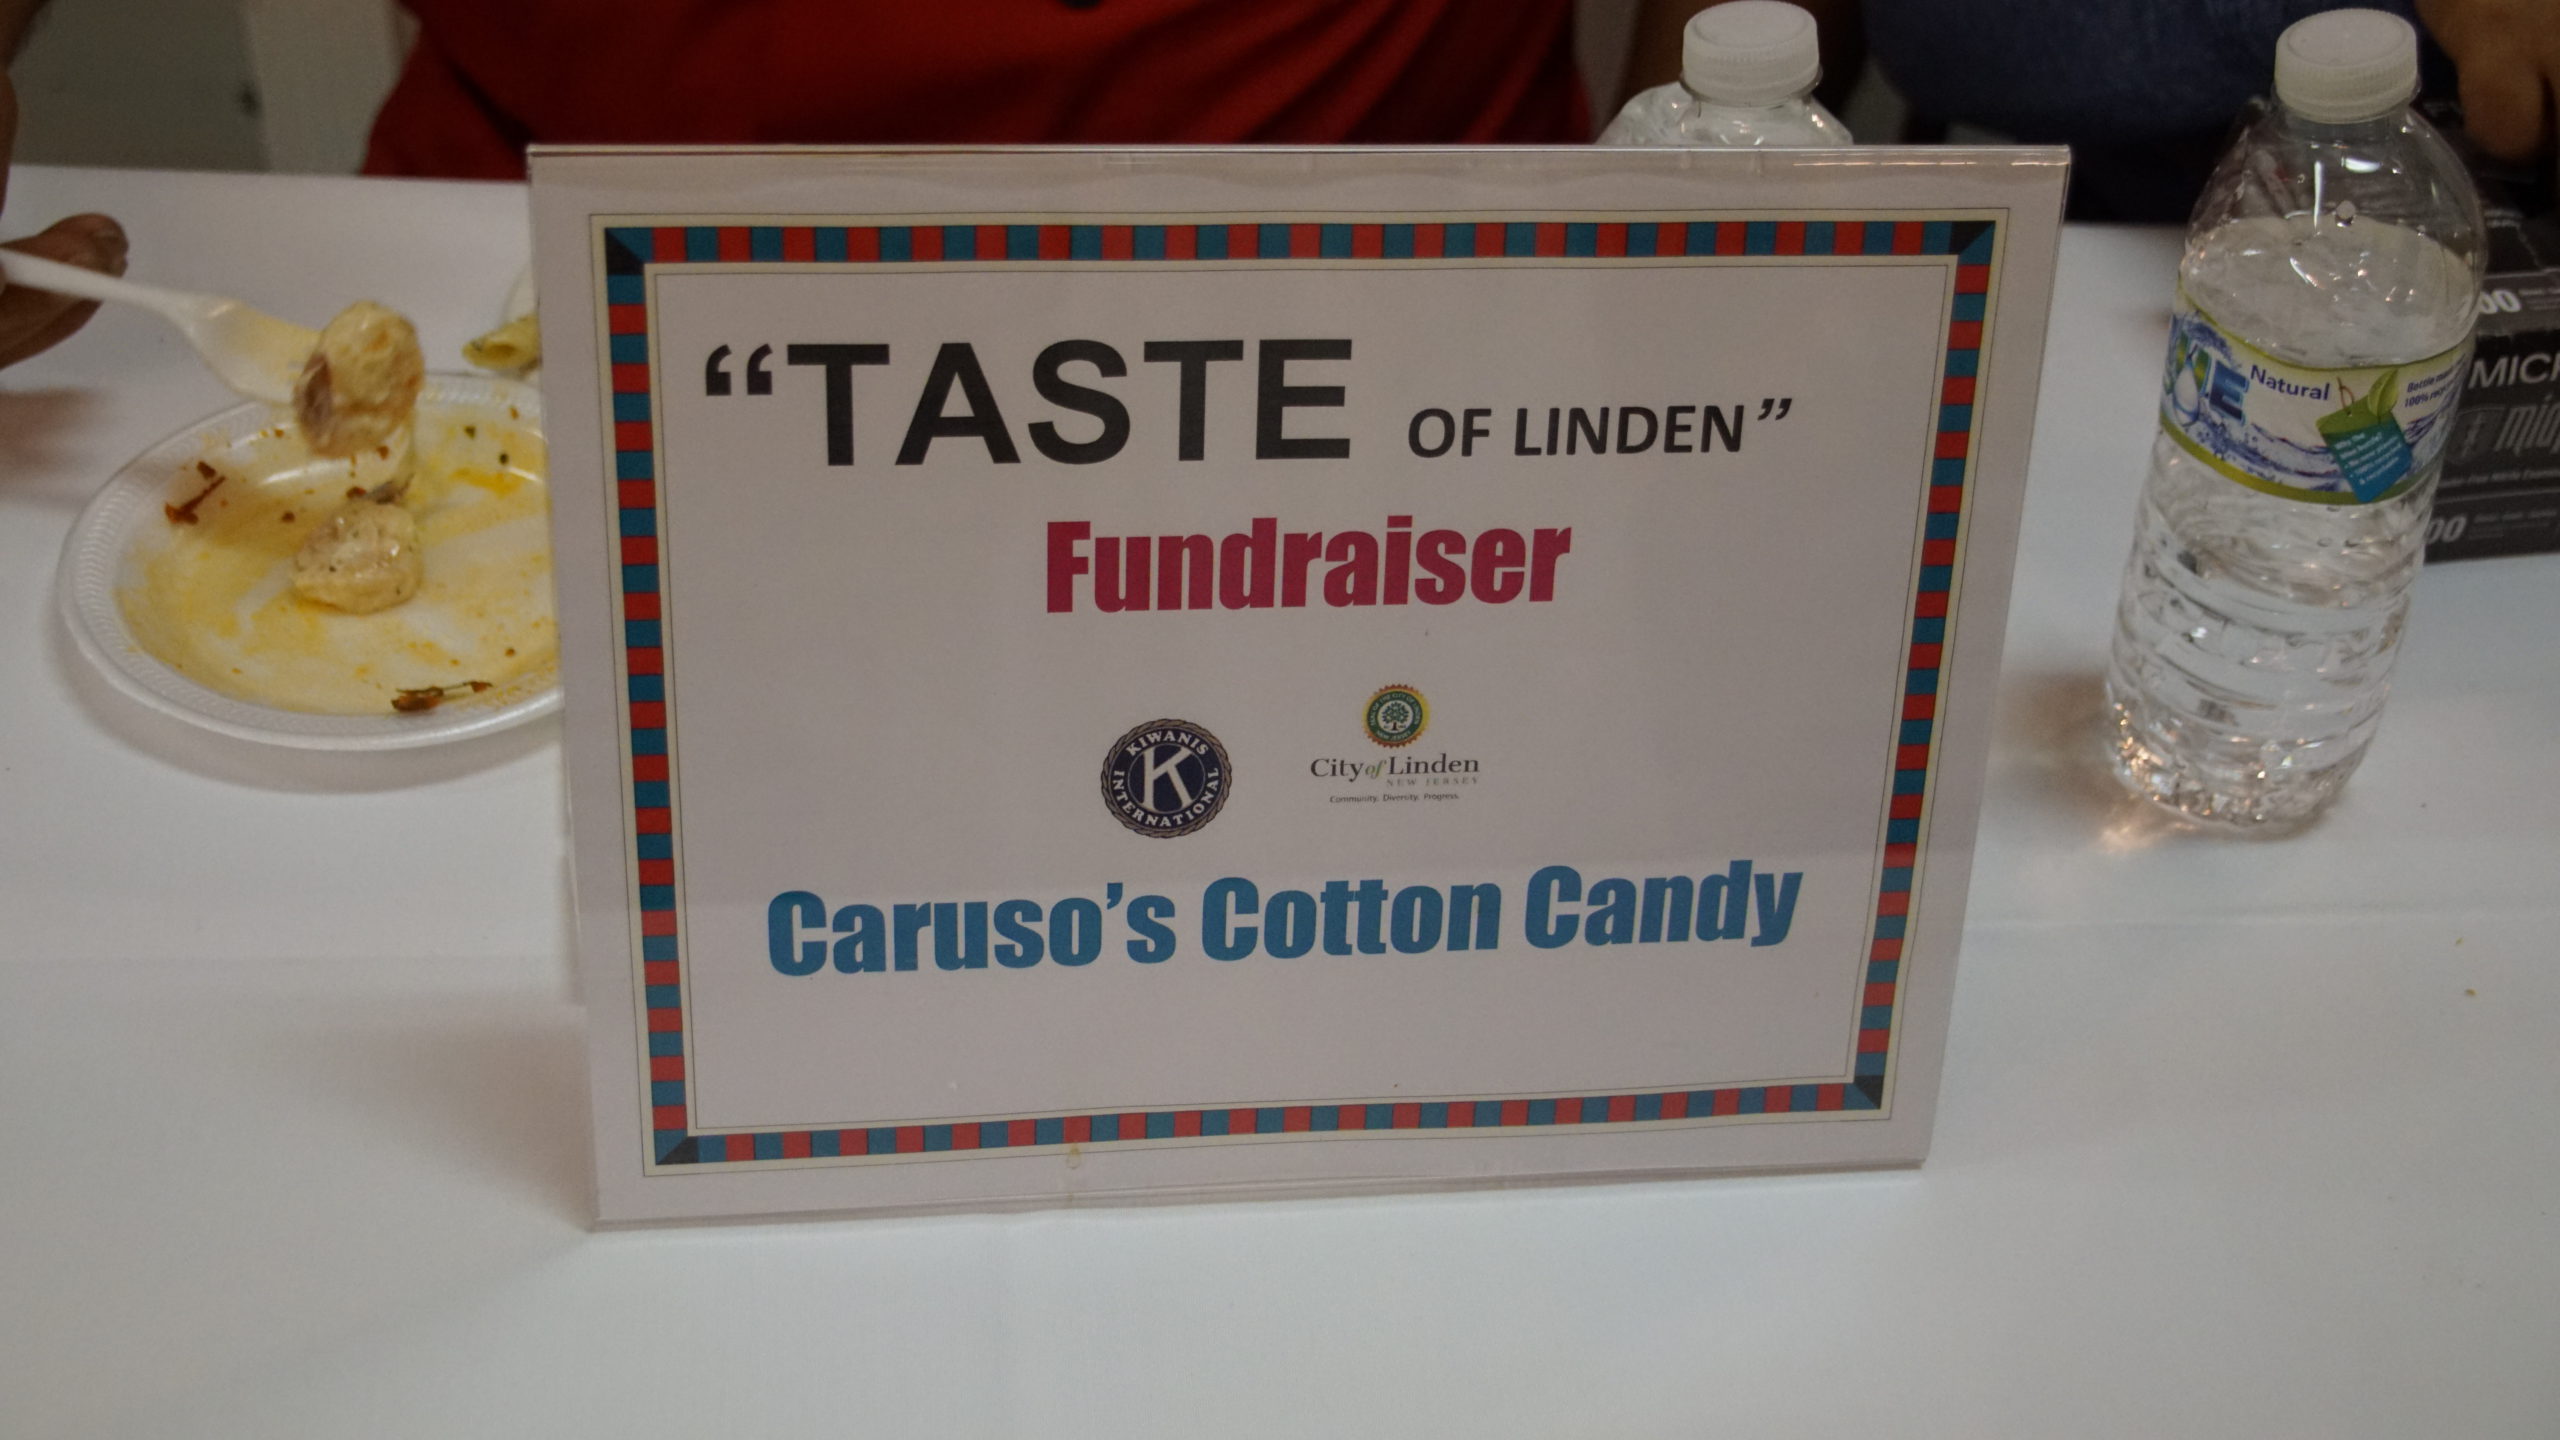 “TASTE OF LINDEN”
Fundraiser
KIWANIS
K
INTERNATIONAL
City of Linden
NEW JERSEY
Community. Diversity. Progress.
Caruso’s Cotton Candy
Natural